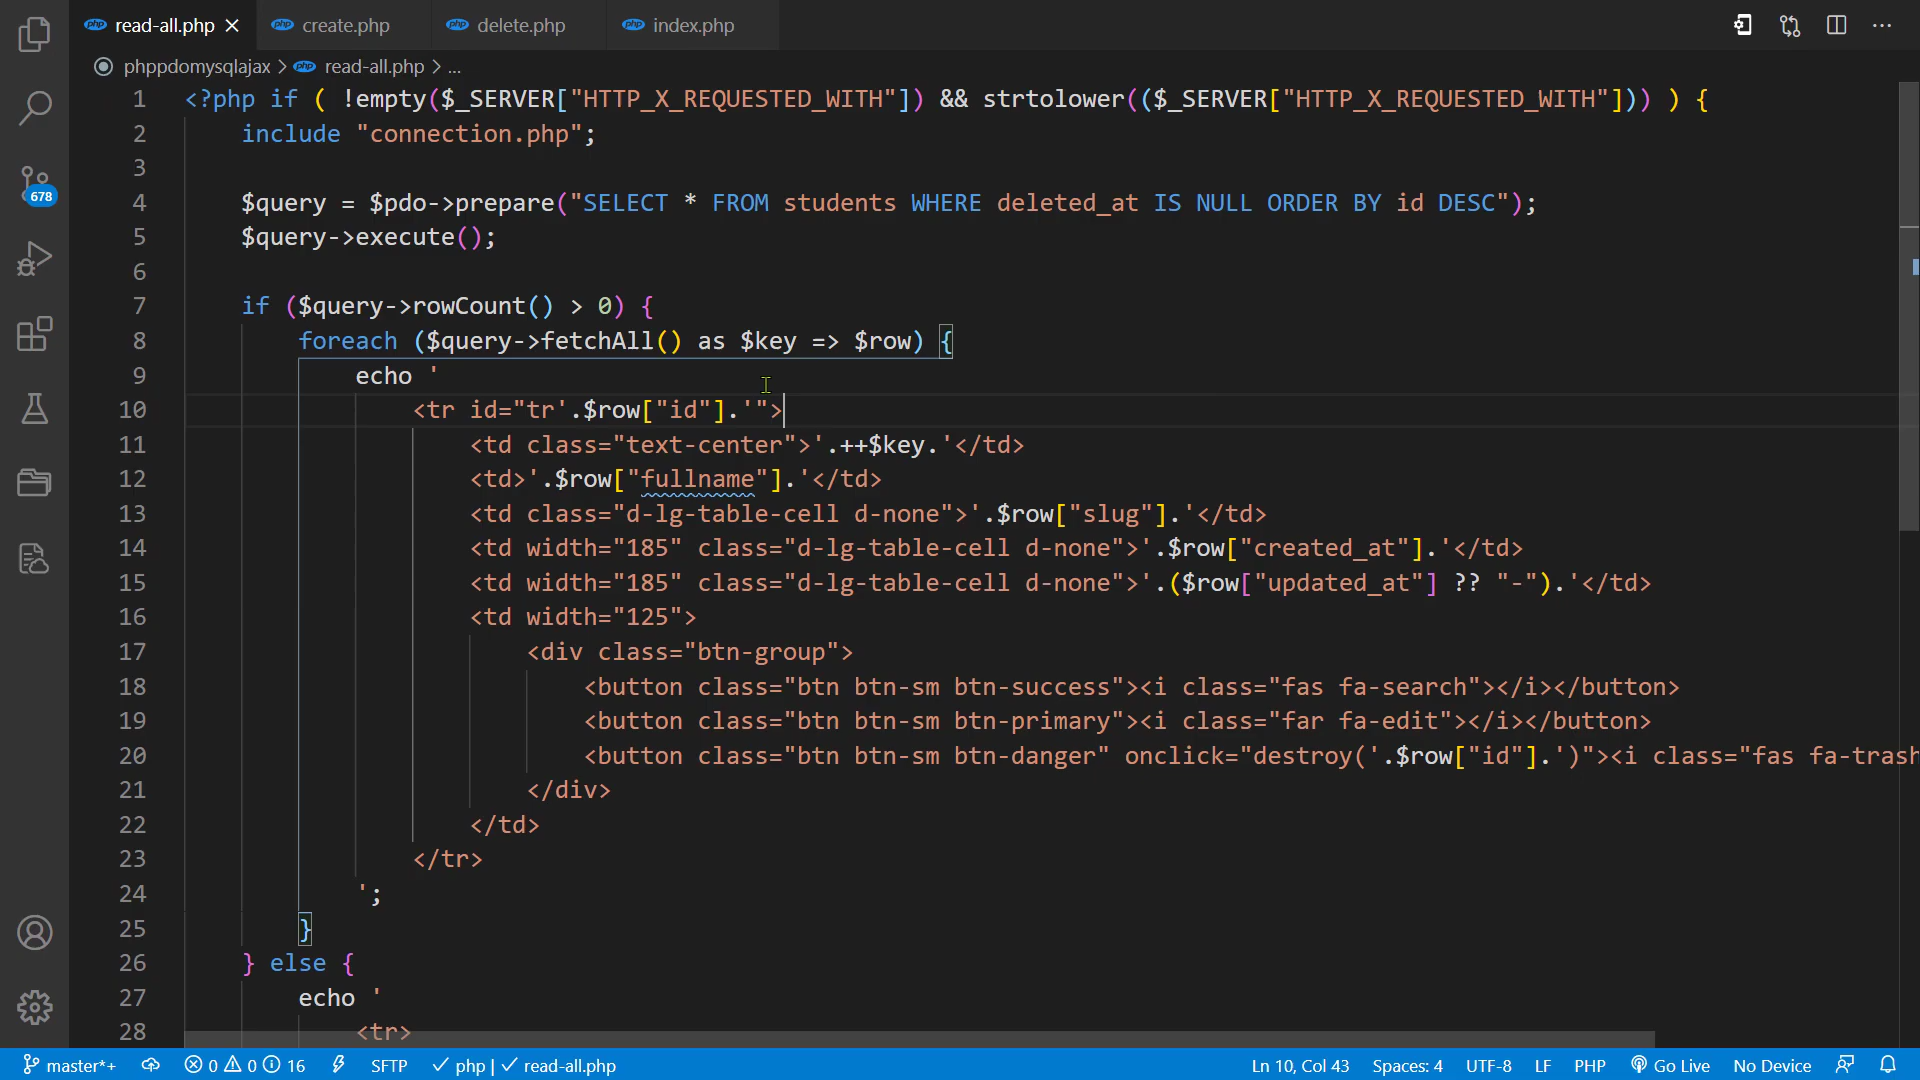 read-all.php
create.php
delete.php
index.php
phppdomysqlajax > read-all.php > ...
1 <?php if ( !empty($_SERVER["HTTP_X_REQUESTED_WITH"]) && strtolower(($_SERVER["HTTP_X_REQUESTED_WITH"])) ) {
2 include "connection.php";
3
4 $query = $pdo->prepare("SELECT * FROM students WHERE deleted_at IS NULL ORDER BY id DESC");
5 $query->execute();
6
7 if ($query->rowCount() > 0) {
8 foreach ($query->fetchAll() as $key => $row) {
9 echo '
10 <tr id="tr'.$row["id"].'">
11 <td class="text-center">'.++$key.'</td>
12 <td>'.$row["fullname"].'</td>
13 <td class="d-lg-table-cell d-none">'.$row["slug"].'</td>
14 <td width="185" class="d-lg-table-cell d-none">'.$row["created_at"].'</td>
15 <td width="185" class="d-lg-table-cell d-none">'.($row["updated_at"] ?? "-").'</td>
16 <td width="125">
17 <div class="btn-group">
18 <button class="btn btn-sm btn-success"><i class="fas fa-search"></i></button>
19 <button class="btn btn-sm btn-primary"><i class="far fa-edit"></i></button>
20 <button class="btn btn-sm btn-danger" onclick="destroy('.$row["id"].')"><i class="fas fa-trash
21 </div>
22 </td>
23 </tr>
24 ';
25 }
26 } else {
27 echo '
28 <tr>
678
master*+ 0 0 16 SFTP php | read-all.php Ln 10, Col 43 Spaces: 4 UTF-8 LF PHP Go Live No Device